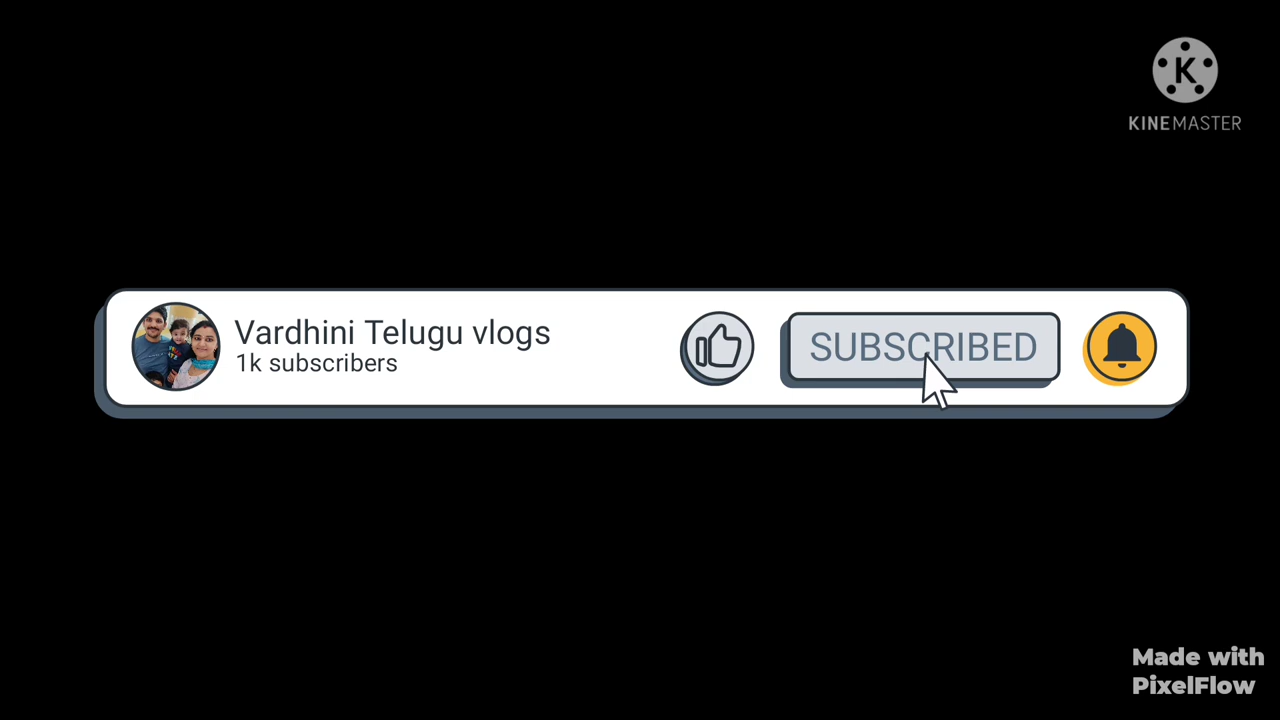 KINEMASTER
Vardhini Telugu vlogs
1k subscribers
SUBSCRIBED
Made with
PixelFlow